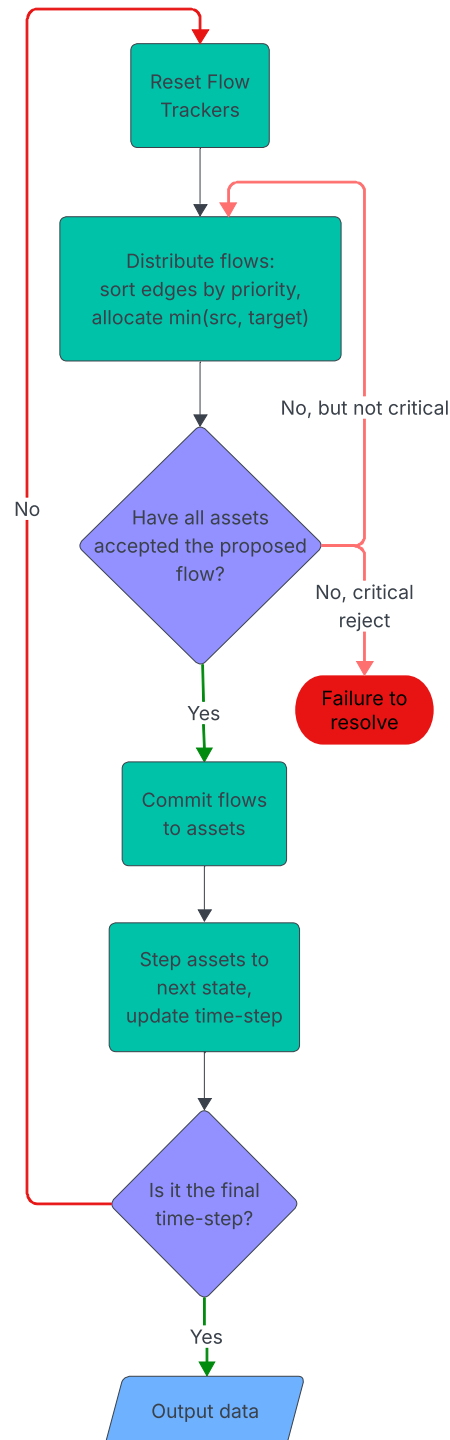 Reset Flow
Trackers
Distribute flows:
sort edges by priority,
allocate min(src, target)
No, but not critical
No
Have all assets
accepted the proposed
flow?
No, critical
reject
Failure to
resolve
Yes
Commit flows
to assets
Step assets to
next state,
update time-step
Is it the final
time-step?
Yes
Output data